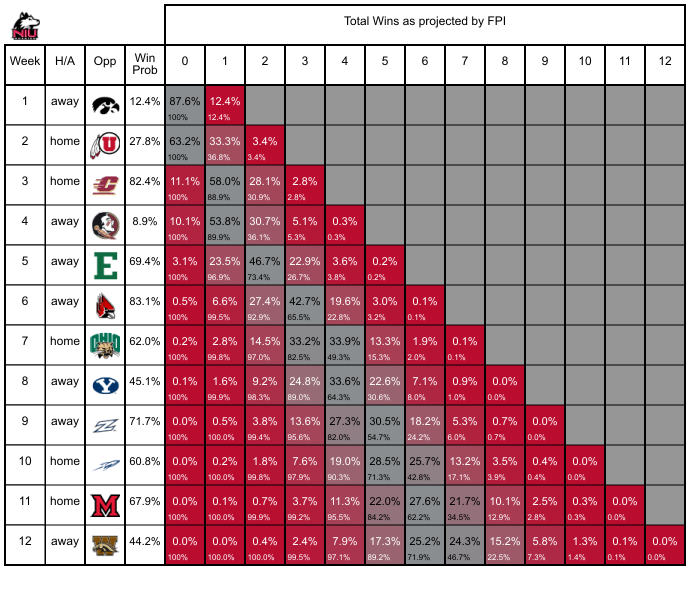 NIU
Total Wins as projected by FPI
Week H/A Opp Win Prob 0 1 2 3 4 5 6 7 8 9 10 11 12
1 away 12.4% 87.6% 12.4%
100% 12.4%
2 home U 27.8% 63.2% 33.3% 3.4%
100% 36.8% 3.4%
3 home C 82.4% 11.1% 58.0% 28.1% 2.8%
100% 88.9% 30.9% 2.8%
4 away 8.9% 10.1% 53.8% 30.7% 5.1% 0.3%
100% 89.9% 36.1% 5.3% 0.3%
5 away E 69.4% 3.1% 23.5% 46.7% 22.9% 3.6% 0.2%
100% 96.9% 73.4% 26.7% 3.8% 0.2%
6 away 83.1% 0.5% 6.6% 27.4% 42.7% 19.6% 3.0% 0.1%
100% 99.5% 92.9% 65.5% 22.8% 3.2% 0.1%
7 home OHIO 62.0% 0.2% 2.8% 14.5% 33.2% 33.9% 13.3% 1.9% 0.1%
100% 99.8% 97.0% 82.5% 49.3% 15.3% 2.0% 0.1%
8 away Y 45.1% 0.1% 1.6% 9.2% 24.8% 33.6% 22.6% 7.1% 0.9% 0.0%
100% 99.9% 98.3% 89.0% 64.3% 30.6% 8.0% 1.0% 0.0%
9 away Z 71.7% 0.0% 0.5% 3.8% 13.6% 27.3% 30.5% 18.2% 5.3% 0.7% 0.0%
100% 100.0% 99.4% 95.6% 82.0% 54.7% 24.2% 6.0% 0.7% 0.0%
10 home 60.8% 0.0% 0.2% 1.8% 7.6% 19.0% 28.5% 25.7% 13.2% 3.5% 0.4% 0.0%
100% 100.0% 99.8% 97.9% 90.3% 71.3% 42.8% 17.1% 3.9% 0.4% 0.0%
11 home M 67.9% 0.0% 0.1% 0.7% 3.7% 11.3% 22.0% 27.6% 21.7% 10.1% 2.5% 0.3% 0.0%
100% 100.0% 99.9% 99.2% 95.5% 84.2% 62.2% 34.5% 12.9% 2.8% 0.3% 0.0%
12 away W 44.2% 0.0% 0.0% 0.4% 2.4% 7.9% 17.3% 25.2% 24.3% 15.2% 5.8% 1.3% 0.1% 0.0%
100% 100.0% 100.0% 99.5% 97.1% 89.2% 71.9% 46.7% 22.5% 7.3% 1.4% 0.1% 0.0%